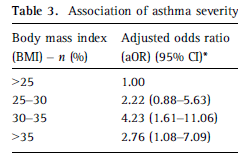 Table 3. Association of asthma severity
Body mass index Adjusted odds ratio
(BMI) – n (%) (aOR) (95% CI)*
>25 1.00
25–30 2.22 (0.88–5.63)
30–35 4.23 (1.61–11.06)
>35 2.76 (1.08–7.09)